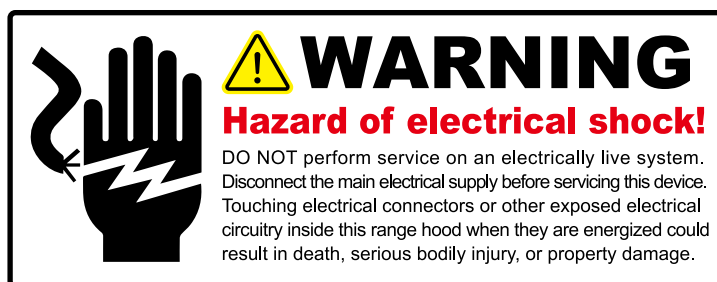 WARNING
Hazard of electrical shock!
DO NOT perform service on an electrically live system.
Disconnect the main electrical supply before servicing this device.
Touching electrical connectors or other exposed electrical
circuitry inside this range hood when they are energized could
result in death, serious bodily injury, or property damage.